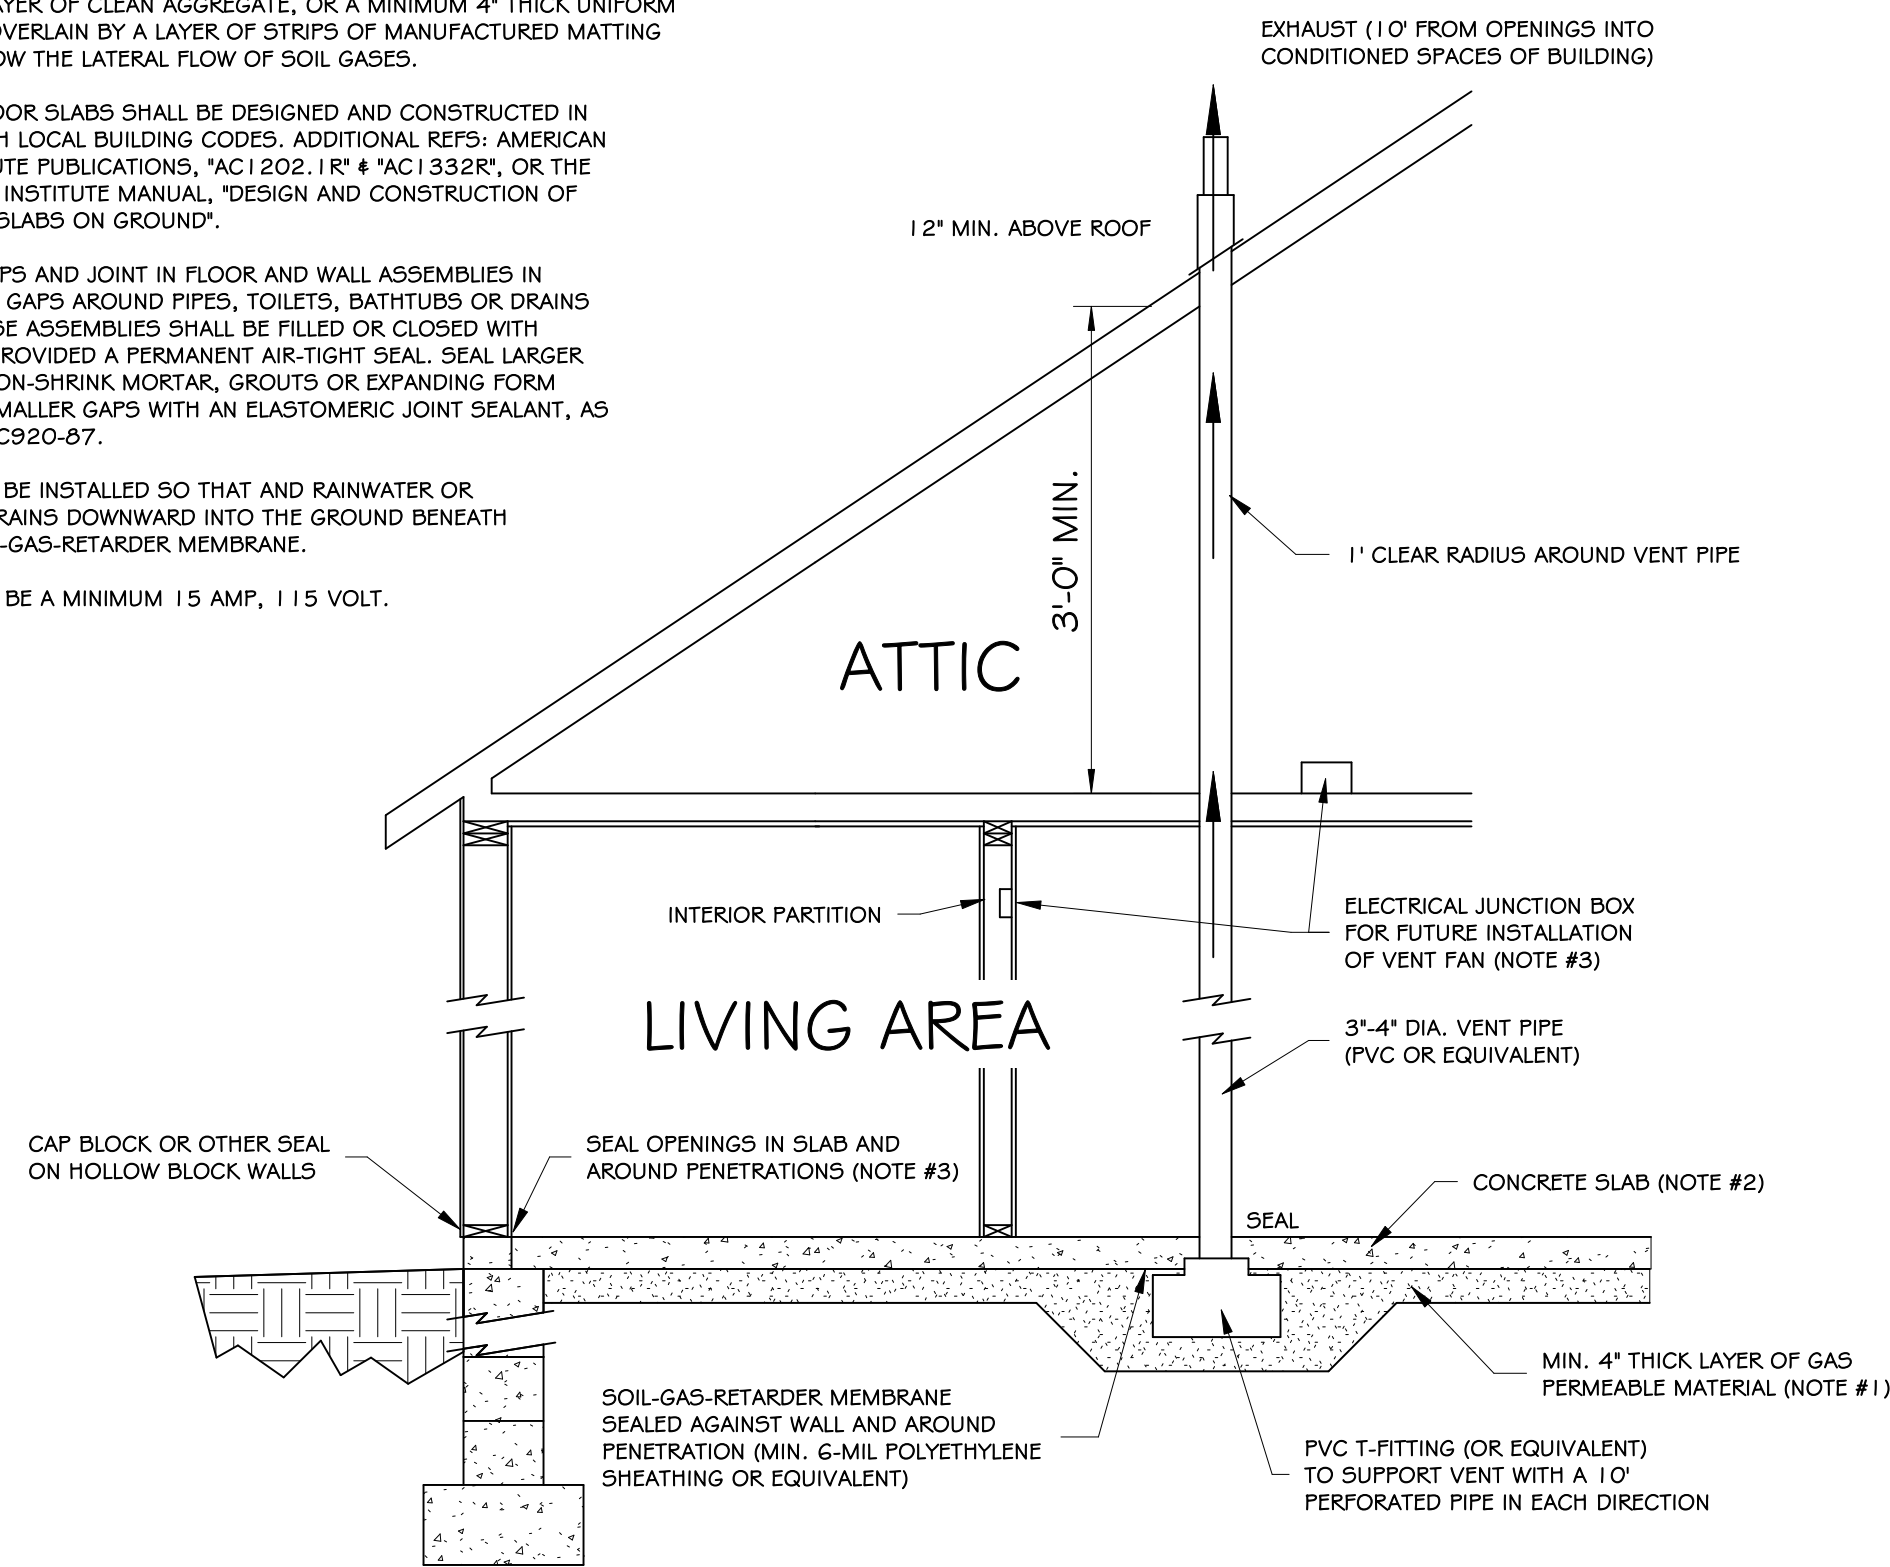 AYER OF CLEAN AGGREGATE, OR A MINIMUM 4" THICK UNIFORM
OVERLAIN BY A LAYER OF STRIPS OF MANUFACTURED MATTING
OW THE LATERAL FLOW OF SOIL GASES.
OOR SLABS SHALL BE DESIGNED AND CONSTRUCTED IN
H LOCAL BUILDING CODES. ADDITIONAL REFS: AMERICAN
UTE PUBLICATIONS, "AC1202.1R" & "AC1332R", OR THE
INSTITUTE MANUAL, "DESIGN AND CONSTRUCTION OF
SLABS ON GROUND".
PS AND JOINT IN FLOOR AND WALL ASSEMBLIES IN
GAPS AROUND PIPES, TOILETS, BATHTUBS OR DRAINS
SE ASSEMBLIES SHALL BE FILLED OR CLOSED WITH
PROVIDED A PERMANENT AIR-TIGHT SEAL. SEAL LARGER
ON-SHRINK MORTAR, GROUTS OR EXPANDING FORM
MALLER GAPS WITH AN ELASTOMERIC JOINT SEALANT, AS
C920-87.
BE INSTALLED SO THAT AND RAINWATER OR
RAINS DOWNWARD INTO THE GROUND BENEATH
-GAS-RETARDER MEMBRANE.
BE A MINIMUM 15 AMP, 115 VOLT.
EXHAUST (10' FROM OPENINGS INTO
CONDITIONED SPACES OF BUILDING)
12" MIN. ABOVE ROOF
3'-0" MIN.
1' CLEAR RADIUS AROUND VENT PIPE
ATTIC
INTERIOR PARTITION
ELECTRICAL JUNCTION BOX
FOR FUTURE INSTALLATION
OF VENT FAN (NOTE #3)
LIVING AREA
3"-4" DIA. VENT PIPE
(PVC OR EQUIVALENT)
CAP BLOCK OR OTHER SEAL
ON HOLLOW BLOCK WALLS
SEAL OPENINGS IN SLAB AND
AROUND PENETRATIONS (NOTE #3)
CONCRETE SLAB (NOTE #2)
SEAL
MIN. 4" THICK LAYER OF GAS
PERMEABLE MATERIAL (NOTE #1)
SOIL-GAS-RETARDER MEMBRANE
SEALED AGAINST WALL AND AROUND
PENETRATION (MIN. 6-MIL POLYETHYLENE
SHEATHING OR EQUIVALENT)
PVC T-FITTING (OR EQUIVALENT)
TO SUPPORT VENT WITH A 10'
PERFORATED PIPE IN EACH DIRECTION